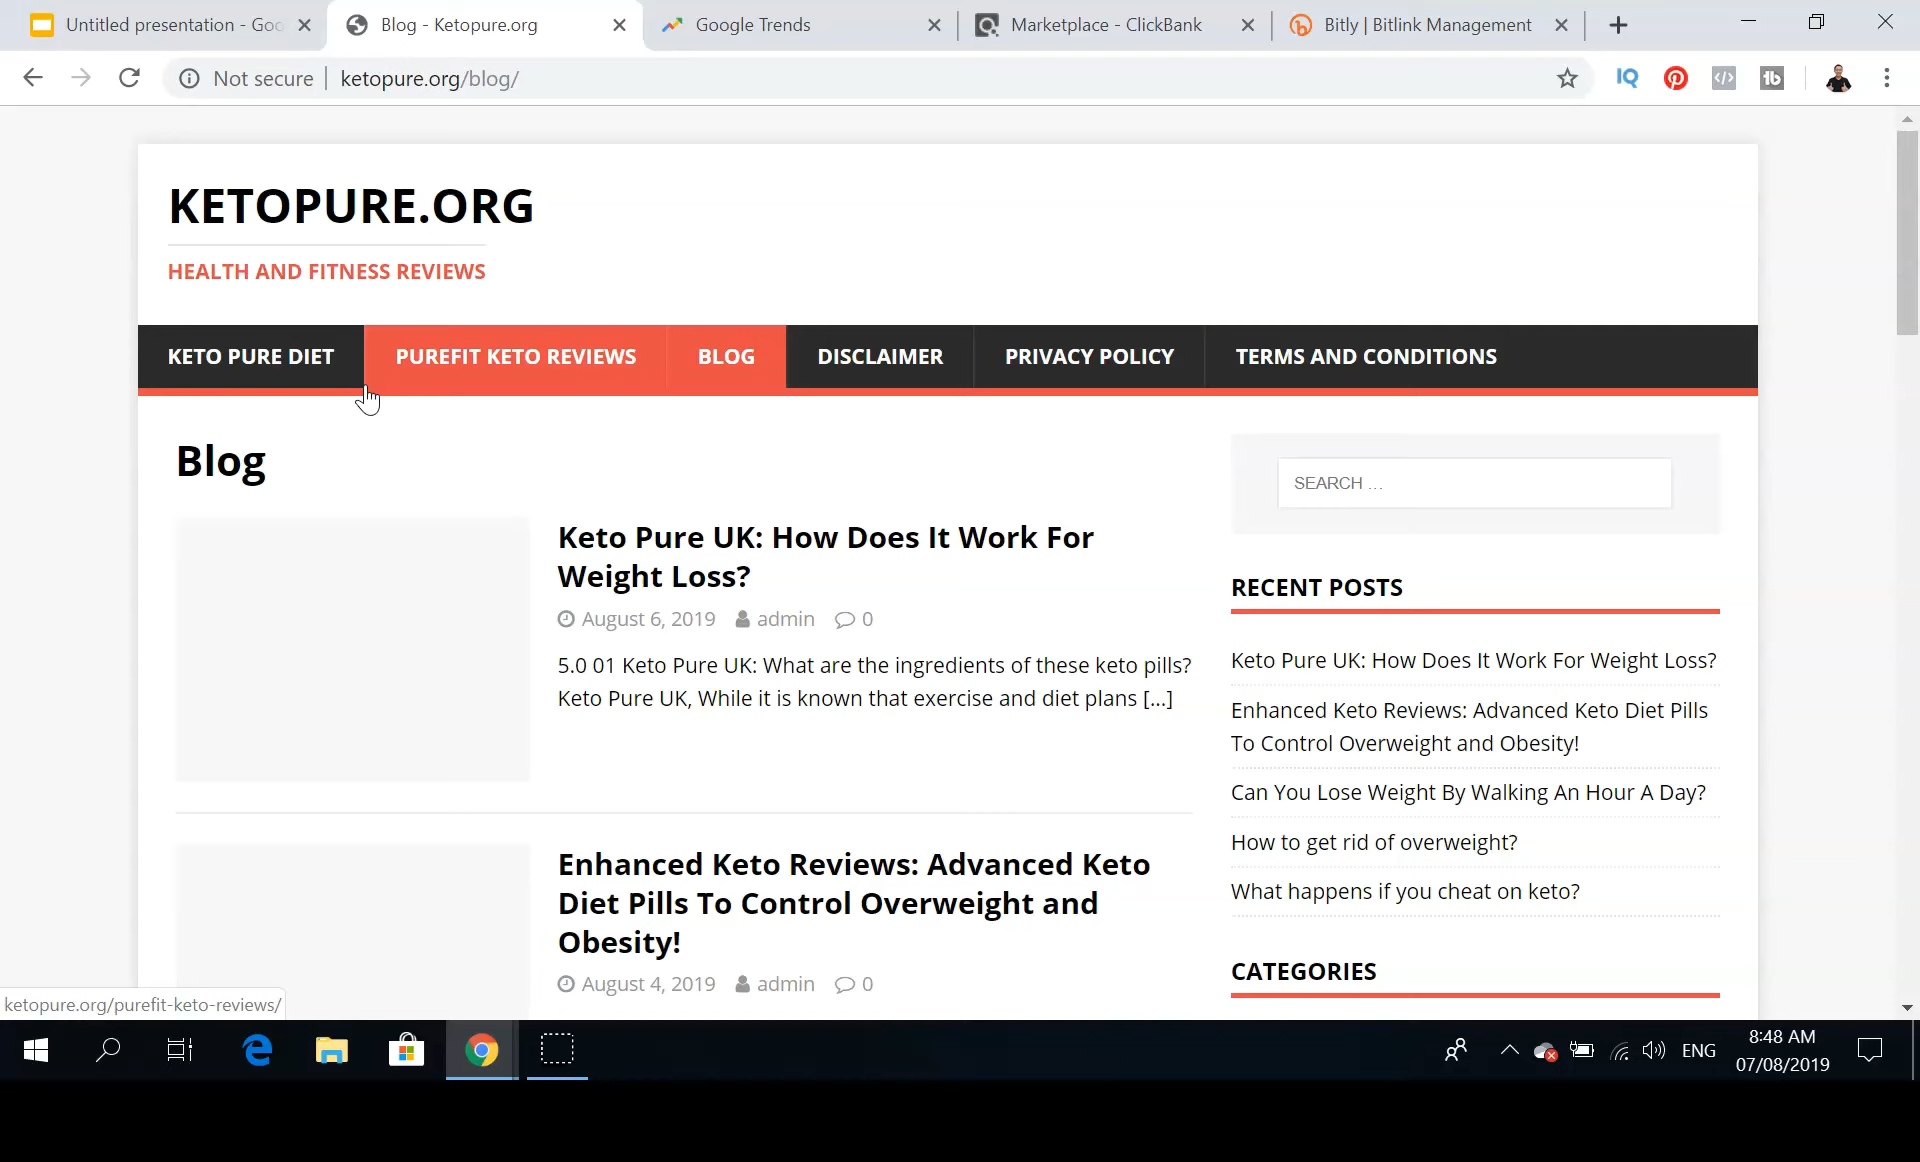 Untitled presentation - Goo
Blog - Ketopure.org
Google Trends
Marketplace - ClickBank
Bitly | Bitlink Management
Not secure
ketopure.org/blog/
IQ
KETOPURE.ORG
HEALTH AND FITNESS REVIEWS
KETO PURE DIET
PUREFIT KETO REVIEWS
BLOG
DISCLAIMER
PRIVACY POLICY
TERMS AND CONDITIONS
Blog
Keto Pure UK: How Does It Work For
Weight Loss?
August 6, 2019 admin 0
5.0 01 Keto Pure UK: What are the ingredients of these keto pills?
Keto Pure UK, While it is known that exercise and diet plans [...]
Enhanced Keto Reviews: Advanced Keto
Diet Pills To Control Overweight and
Obesity!
August 4, 2019 admin 0
SEARCH ...
RECENT POSTS
Keto Pure UK: How Does It Work For Weight Loss?
Enhanced Keto Reviews: Advanced Keto Diet Pills
To Control Overweight and Obesity!
Can You Lose Weight By Walking An Hour A Day?
How to get rid of overweight?
What happens if you cheat on keto?
CATEGORIES
ketopure.org/purefit-keto-reviews/
ENG
8:48 AM
07/08/2019